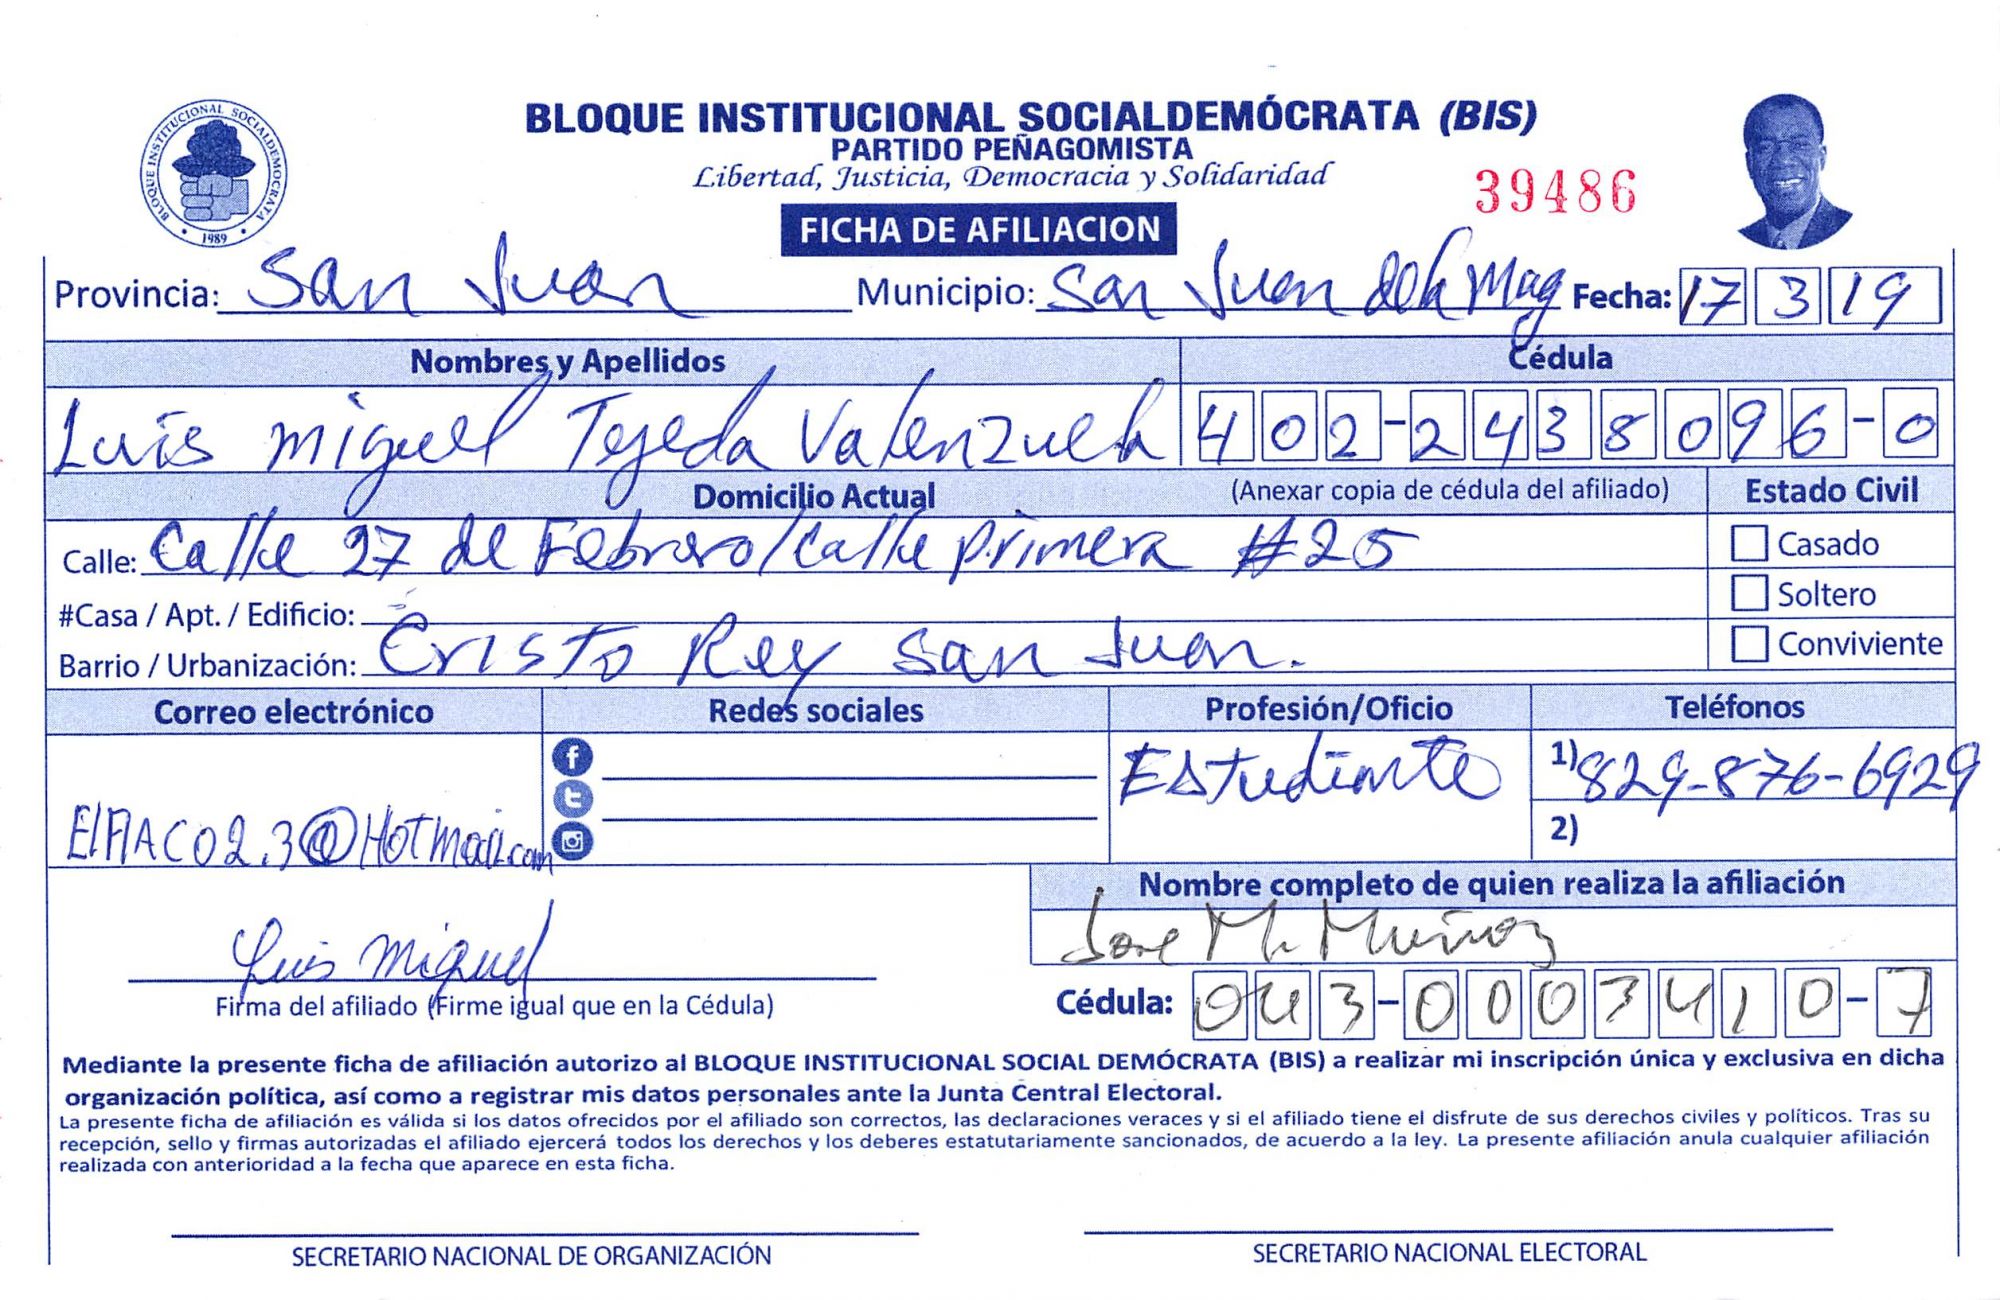 BLOQUE INSTITUCIONAL SOCIALDEMÓCRATA (BIS)
PARTIDO PEÑAGOMISTA
Libertad, Justicia, Democracia y Solidaridad
39486
BLOQUE INSTITUCIONAL SOCIALDEMOCRATA
1989
FICHA DE AFILIACION
Provincia: San Juan Municipio: San Juan de la Mag Fecha: 17 3 19
Nombres y Apellidos Cédula
Luis Miguel Tejeda Valenzuela 402-2438096-0
Domicilio Actual (Anexar copia de cédula del afiliado) Estado Civil
Calle: Calle 27 de Febrero/Calle primera #25 Casado
#Casa / Apt. / Edificio: Soltero
Barrio / Urbanización: Cristo Rey San Juan. Conviviente
Correo electrónico Redes sociales Profesión/Oficio Teléfonos
Estudiante 1) 829-876-6929
ElFlACO2.3@HoTmail.com 2)
Nombre completo de quien realiza la afiliación
Luis Miguel Jose M. Muñoz
Firma del afiliado (Firme igual que en la Cédula) Cédula: 043-0003410-7
Mediante la presente ficha de afiliación autorizo al BLOQUE INSTITUCIONAL SOCIAL DEMÓCRATA (BIS) a realizar mi inscripción única y exclusiva en dicha
organización política, así como a registrar mis datos personales ante la Junta Central Electoral.
La presente ficha de afiliación es válida si los datos ofrecidos por el afiliado son correctos, las declaraciones veraces y si el afiliado tiene el disfrute de sus derechos civiles y políticos. Tras su
recepción, sello y firmas autorizadas el afiliado ejercerá todos los derechos y los deberes estatutariamente sancionados, de acuerdo a la ley. La presente afiliación anula cualquier afiliación
realizada con anterioridad a la fecha que aparece en esta ficha.
SECRETARIO NACIONAL DE ORGANIZACIÓN SECRETARIO NACIONAL ELECTORAL